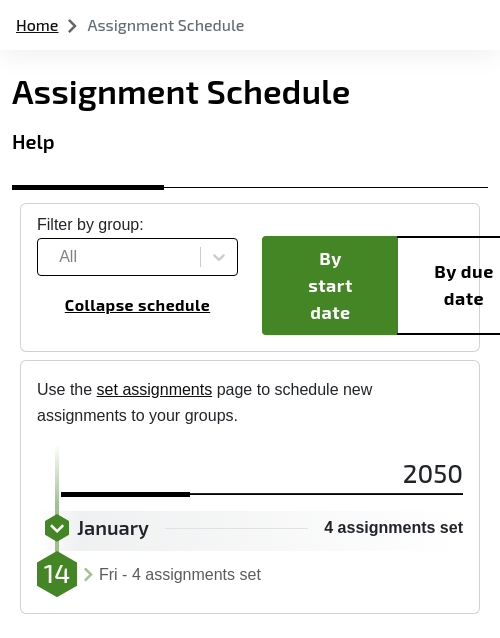 Home Assignment Schedule
Assignment Schedule
Help
Filter by group:
All
Collapse schedule
By start date
By due date
Use the set assignments page to schedule new
assignments to your groups.
2050
January 4 assignments set
14 Fri - 4 assignments set